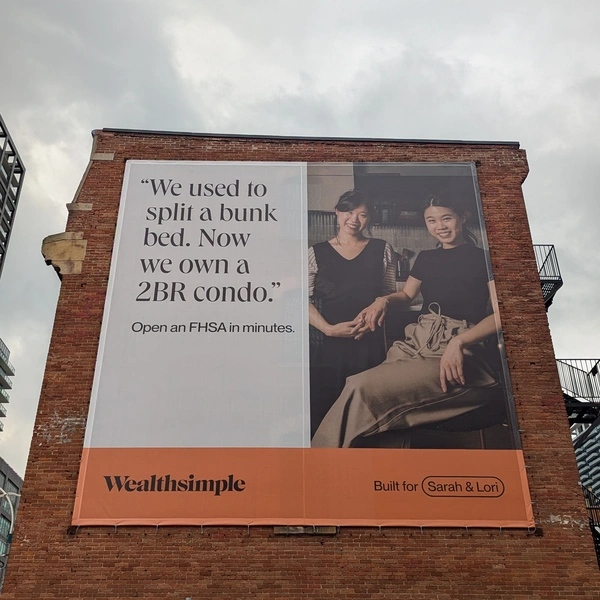 “We used to
split a bunk
bed. Now
we own a
2BR condo.”
Open an FHSA in minutes.
Wealthsimple
Built for Sarah & Lori